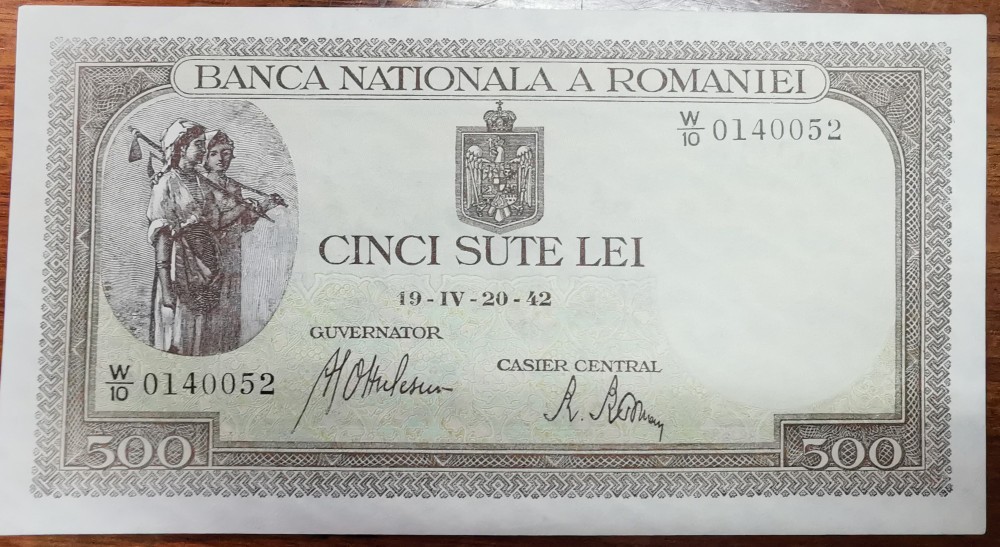 BANCA NATIONALA A ROMANIEI
W/10 0140052
CINCI SUTE LEI
19-IV-20-42
GUVERNATOR
CASIER CENTRAL
W/10 0140052
500 500